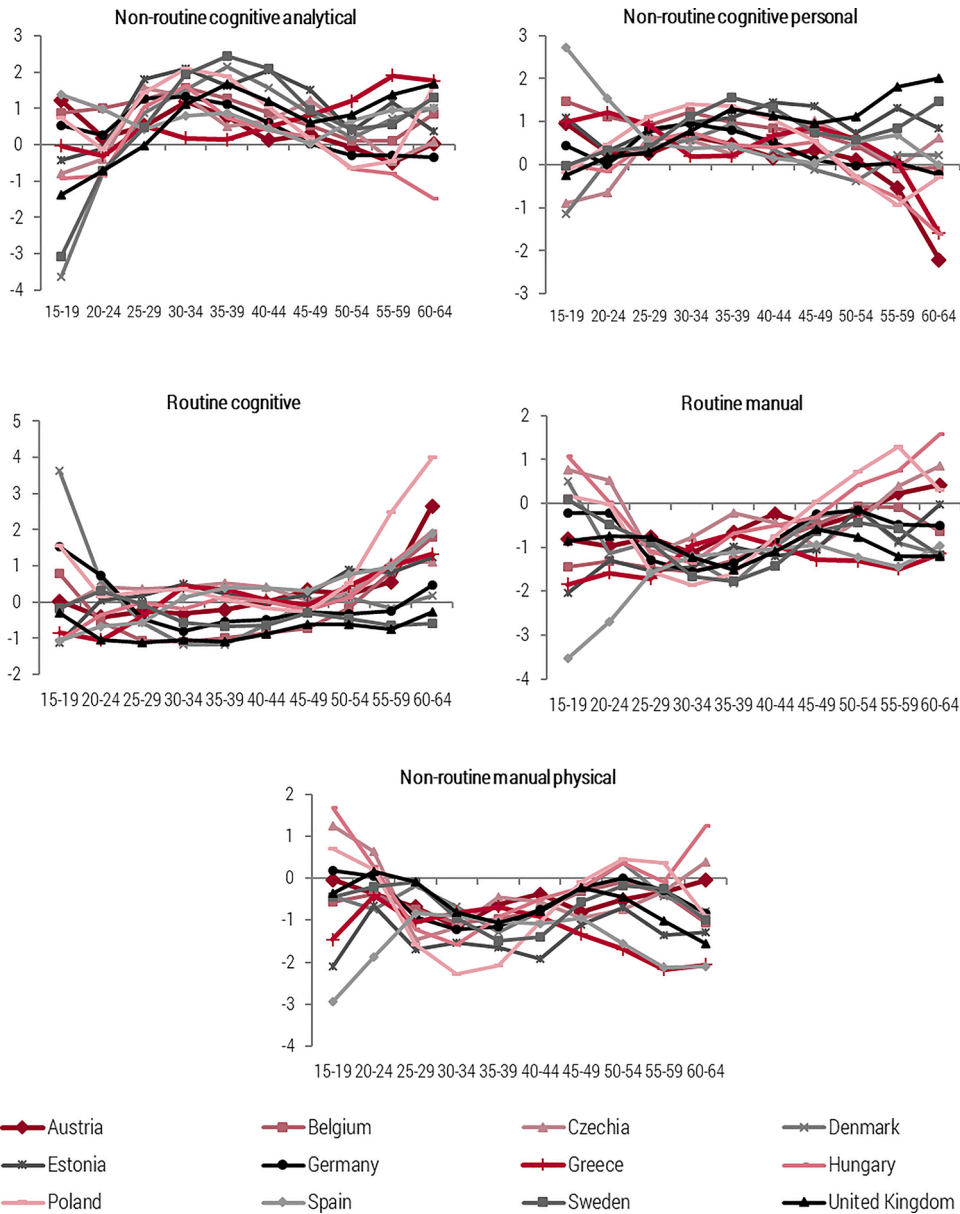 Non-routine cognitive analytical
3
2
1
0
-1
-2
-3
-4
15-19 20-24 25-29 30-34 35-39 40-44 45-49 50-54 55-59 60-64
Non-routine cognitive personal
3
2
1
0
-1
-2
-3
15-19 20-24 25-29 30-34 35-39 40-44 45-49 50-54 55-59 60-64
Routine cognitive
5
4
3
2
1
0
-1
-2
15-19 20-24 25-29 30-34 35-39 40-44 45-49 50-54 55-59 60-64
Routine manual
2
1
0
-1
-2
-3
-4
15-19 20-24 25-29 30-34 35-39 40-44 45-49 50-54 55-59 60-64
Non-routine manual physical
2
1
0
-1
-2
-3
-4
15-19 20-24 25-29 30-34 35-39 40-44 45-49 50-54 55-59 60-64
Austria Belgium Czechia Denmark
Estonia Germany Greece Hungary
Poland Spain Sweden United Kingdom